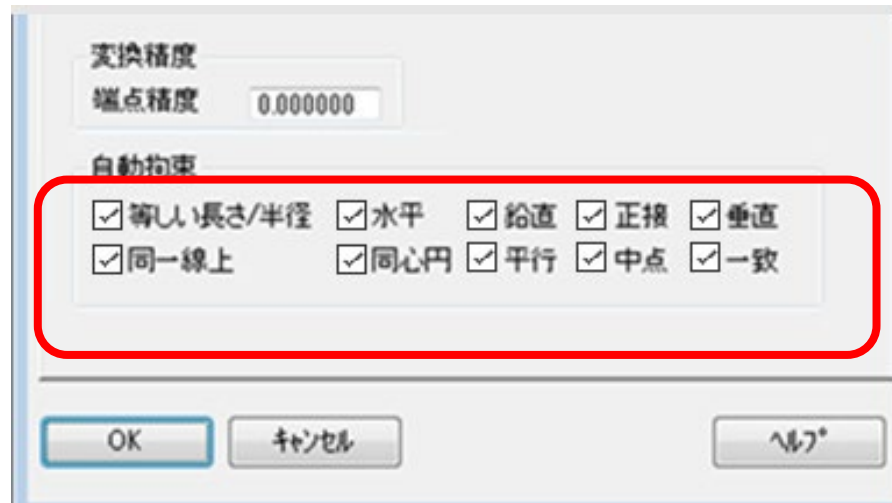 変換精度
端点精度 0.000000
自動拘束
等しい長さ/半径 水平 鉛直 正接 垂直
同一線上 同心円 平行 中点 一致
OK ｷｬﾝｾﾙ ﾍﾙﾌﾟ